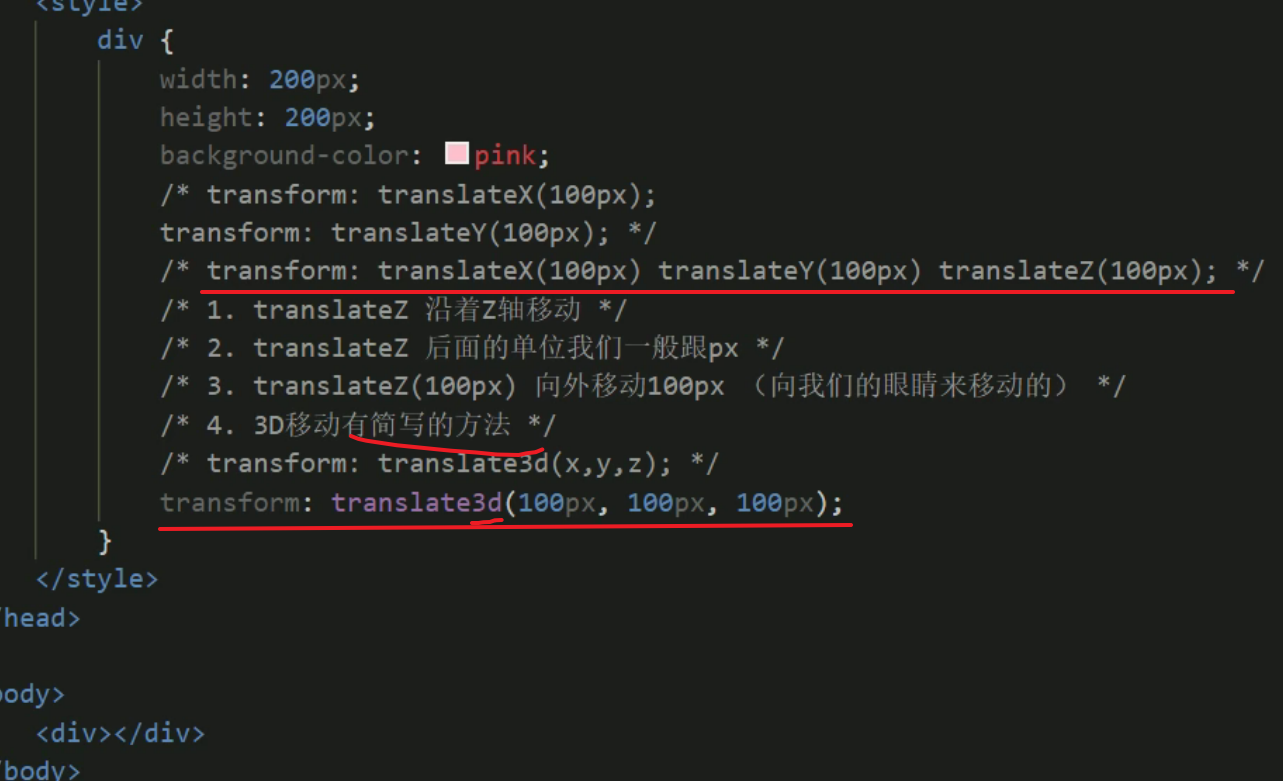 <style>
div {
width: 200px;
height: 200px;
background-color: pink;
/* transform: translateX(100px);
transform: translateY(100px); */
/* transform: translateX(100px) translateY(100px) translateZ(100px); */
/* 1. translateZ 沿着Z轴移动 */
/* 2. translateZ 后面的单位我们一般跟px */
/* 3. translateZ(100px) 向外移动100px （向我们的眼睛来移动的） */
/* 4. 3D移动有简写的方法 */
/* transform: translate3d(x,y,z); */
transform: translate3d(100px, 100px, 100px);
}
</style>
/head>
body>
<div></div>
/body>